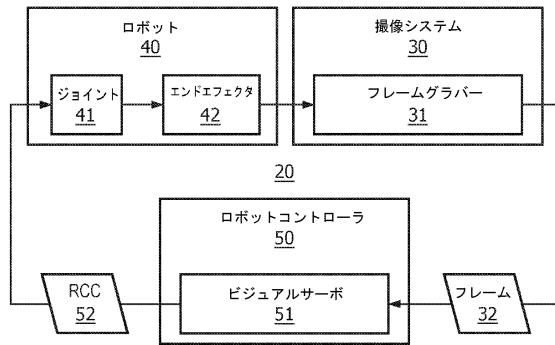 ロボット
40
ジョイント
41
エンドエフェクタ
42
撮像システム
30
フレームグラバー
31
20
ロボットコントローラ
50
ビジュアルサーボ
51
RCC
52
フレーム
32